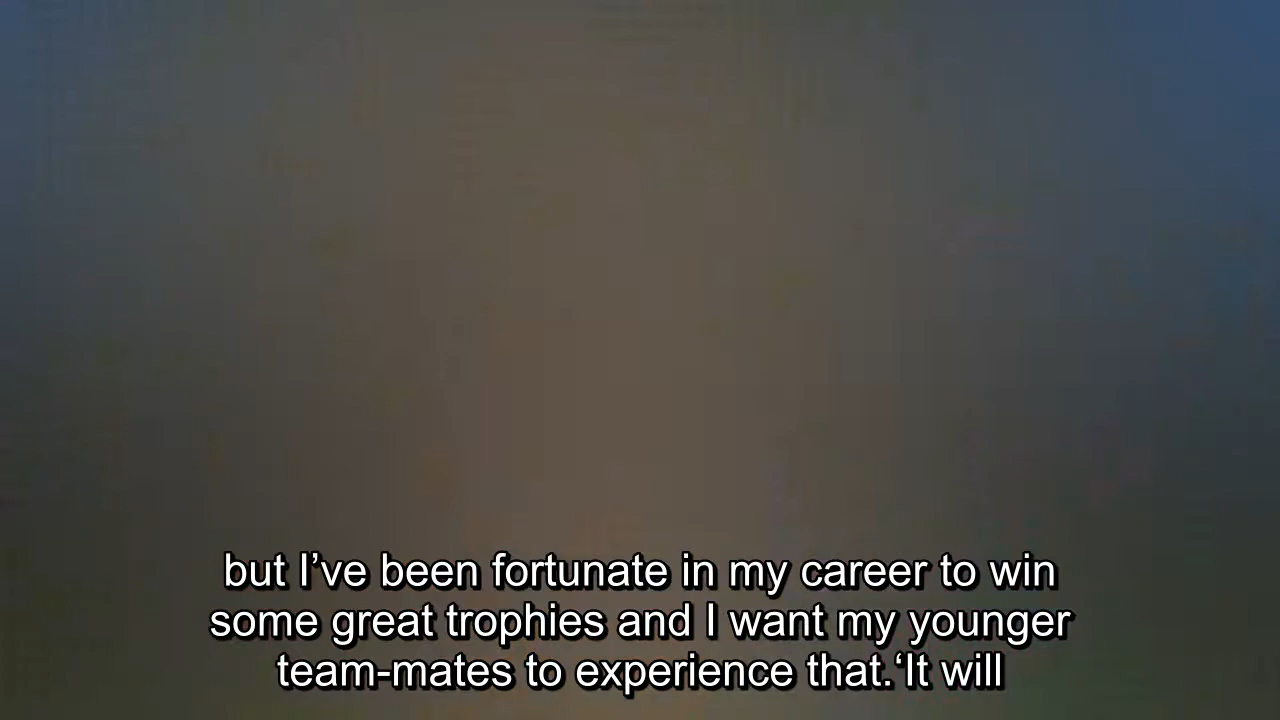 but I’ve been fortunate in my career to win
some great trophies and I want my younger
team-mates to experience that.‘It will